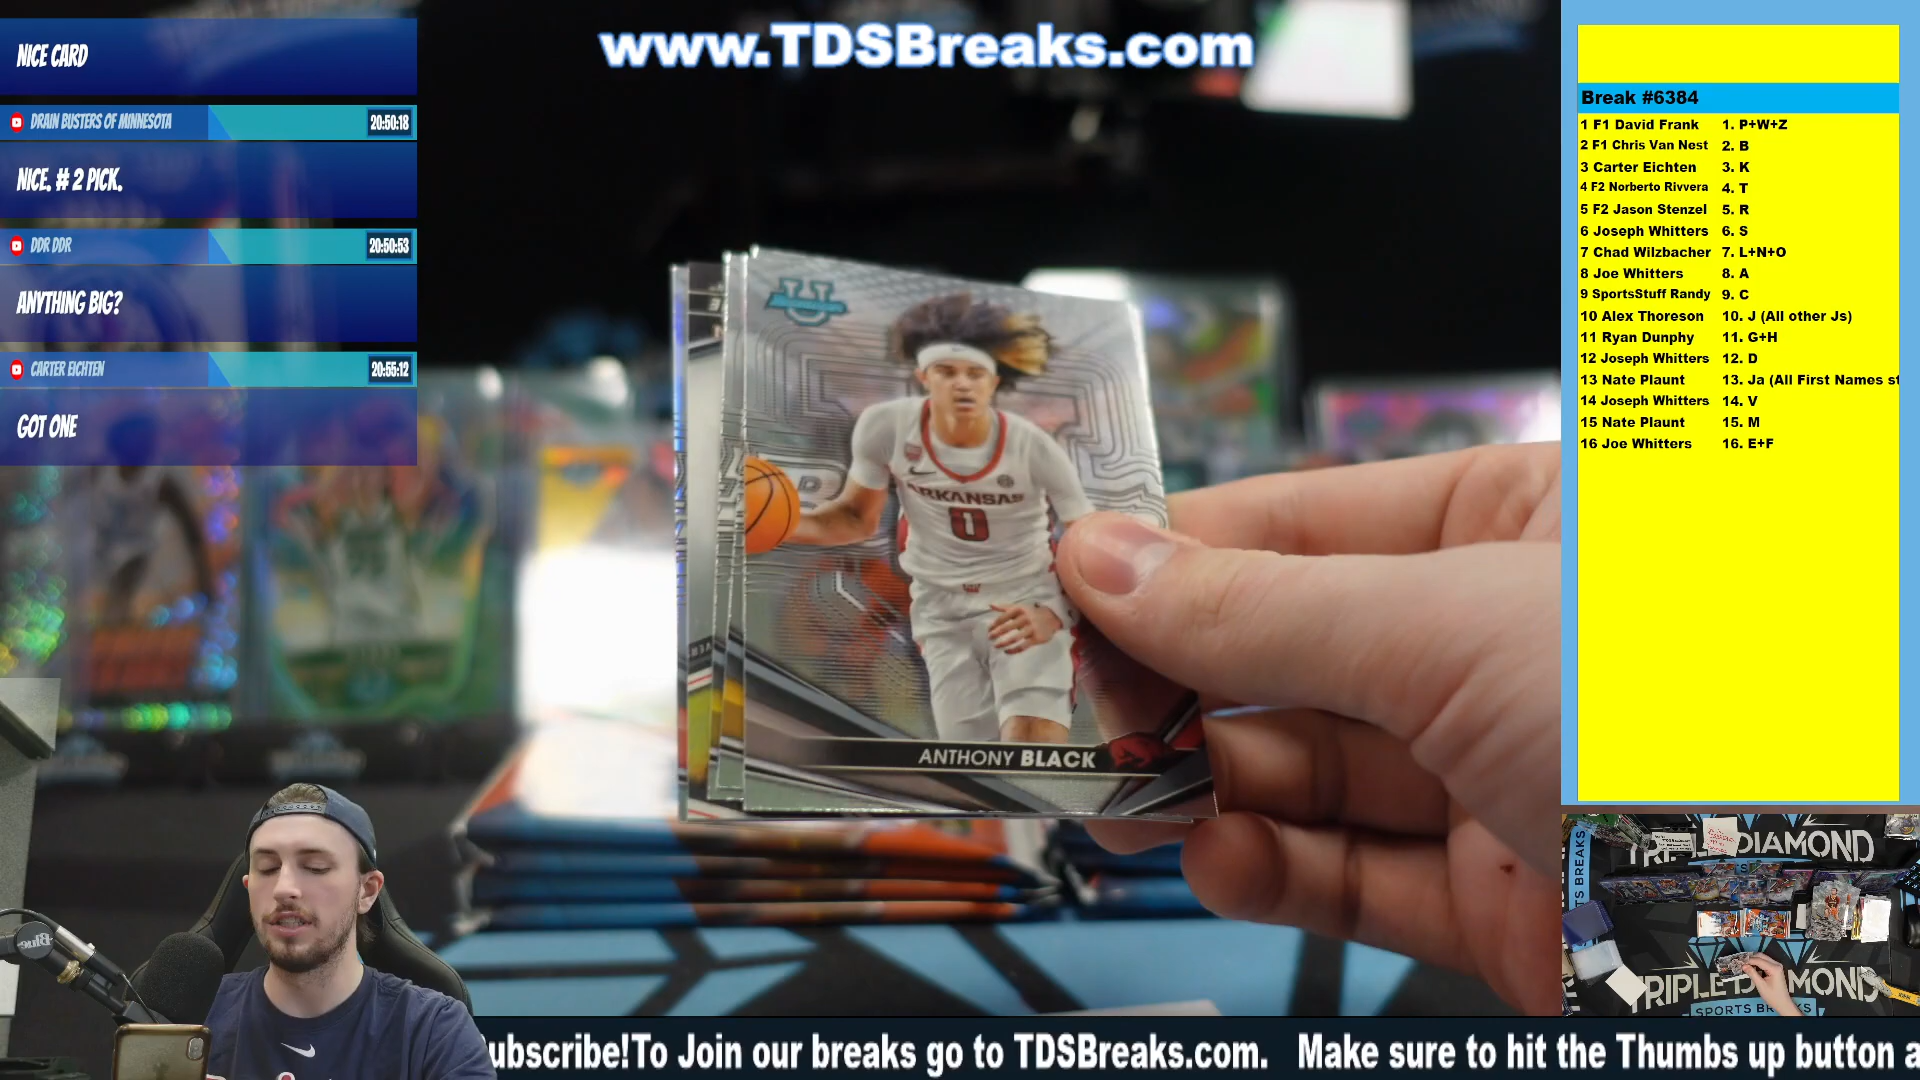 www.TDSBreaks.com
NICE CARD
DRAIN BUSTERS OF MINNESOTA 20:50:18
NICE. # 2 PICK.
DDR DDR 20:50:53
ANYTHING BIG?
CARTER EICHTEN 20:55:12
GOT ONE
Break #6384
1 F1 David Frank 1. P+W+Z
2 F1 Chris Van Nest 2. B
3 Carter Eichten 3. K
4 F2 Norberto Rivvera 4. T
5 F2 Jason Stenzel 5. R
6 Joseph Whitters 6. S
7 Chad Wilzbacher 7. L+N+O
8 Joe Whitters 8. A
9 SportsStuff Randy 9. C
10 Alex Thoreson 10. J (All other Js)
11 Ryan Dunphy 11. G+H
12 Joseph Whitters 12. D
13 Nate Plaunt 13. Ja (All First Names st
14 Joseph Whitters 14. V
15 Nate Plaunt 15. M
16 Joe Whitters 16. E+F
U
ARKANSAS
0
ANTHONY BLACK
Blue
TRIPLE DIAMOND
TRIPLE DIAMOND
SPORTS BREAKS
ubscribe!To Join our breaks go to TDSBreaks.com. Make sure to hit the Thumbs up button a